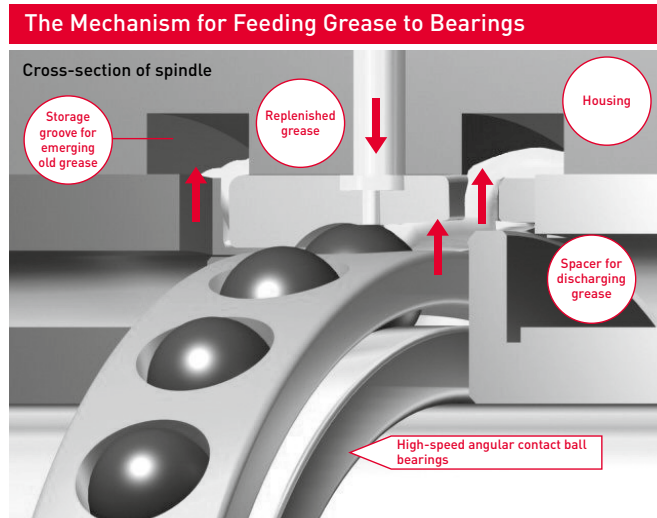 The Mechanism for Feeding Grease to Bearings
Cross-section of spindle
Storage
groove for
emerging
old grease
Replenished
grease
Housing
Spacer for
discharging
grease
High-speed angular contact ball
bearings